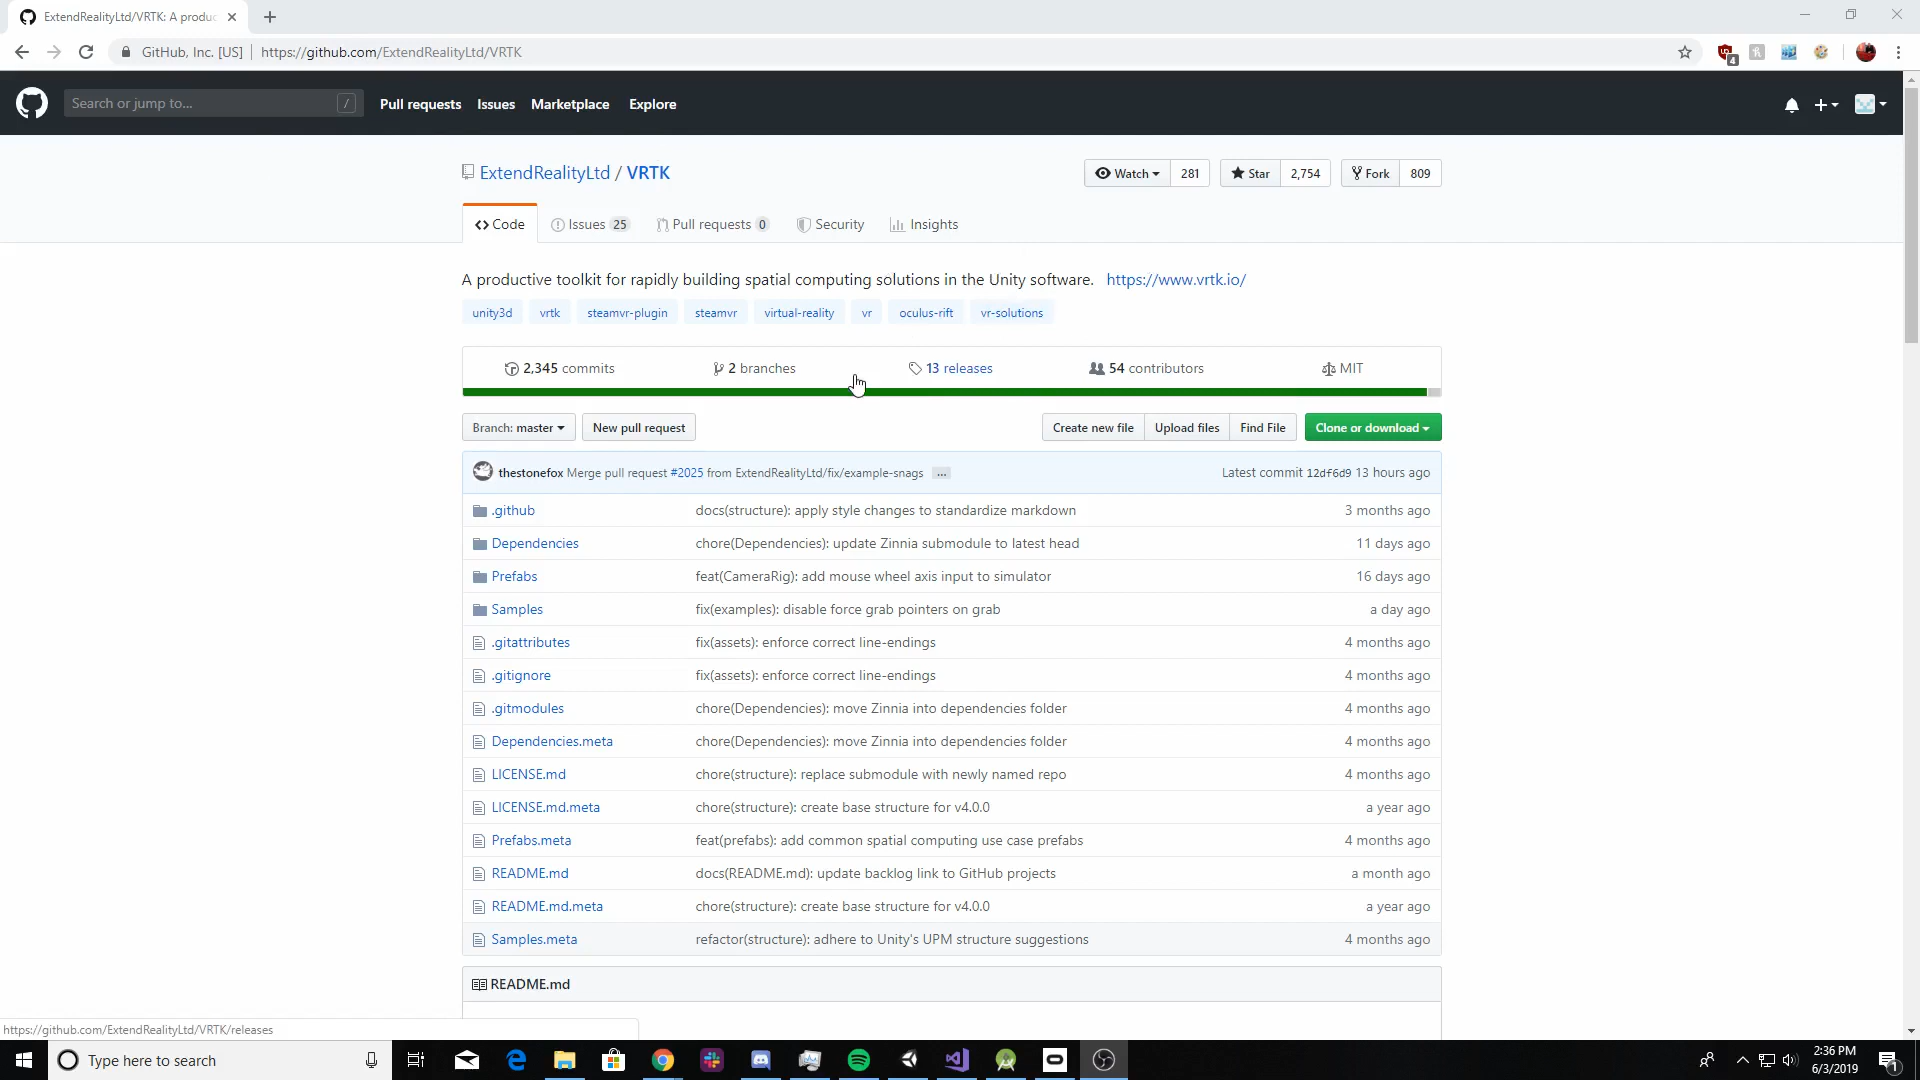 ExtendRealityLtd/VRTK: A produc
GitHub, Inc. [US] https://github.com/ExtendRealityLtd/VRTK
4
Search or jump to... /
Pull requests Issues Marketplace Explore
ExtendRealityLtd / VRTK
Watch 281 Star 2,754 Fork 809
Code Issues 25 Pull requests 0 Security Insights
A productive toolkit for rapidly building spatial computing solutions in the Unity software. https://www.vrtk.io/
unity3d vrtk steamvr-plugin steamvr virtual-reality vr oculus-rift vr-solutions
2,345 commits 2 branches 13 releases 54 contributors MIT
Branch: master New pull request Create new file Upload files Find File Clone or download
thestonefox Merge pull request #2025 from ExtendRealityLtd/fix/example-snags ... Latest commit 12df6d9 13 hours ago
.github docs(structure): apply style changes to standardize markdown 3 months ago
Dependencies chore(Dependencies): update Zinnia submodule to latest head 11 days ago
Prefabs feat(CameraRig): add mouse wheel axis input to simulator 16 days ago
Samples fix(examples): disable force grab pointers on grab a day ago
.gitattributes fix(assets): enforce correct line-endings 4 months ago
.gitignore fix(assets): enforce correct line-endings 4 months ago
.gitmodules chore(Dependencies): move Zinnia into dependencies folder 4 months ago
Dependencies.meta chore(Dependencies): move Zinnia into dependencies folder 4 months ago
LICENSE.md chore(structure): replace submodule with newly named repo 4 months ago
LICENSE.md.meta chore(structure): create base structure for v4.0.0 a year ago
Prefabs.meta feat(prefabs): add common spatial computing use case prefabs 4 months ago
README.md docs(README.md): update backlog link to GitHub projects a month ago
README.md.meta chore(structure): create base structure for v4.0.0 a year ago
Samples.meta refactor(structure): adhere to Unity's UPM structure suggestions 4 months ago
README.md
https://github.com/ExtendRealityLtd/VRTK/releases
Type here to search
2:36 PM
6/3/2019
1